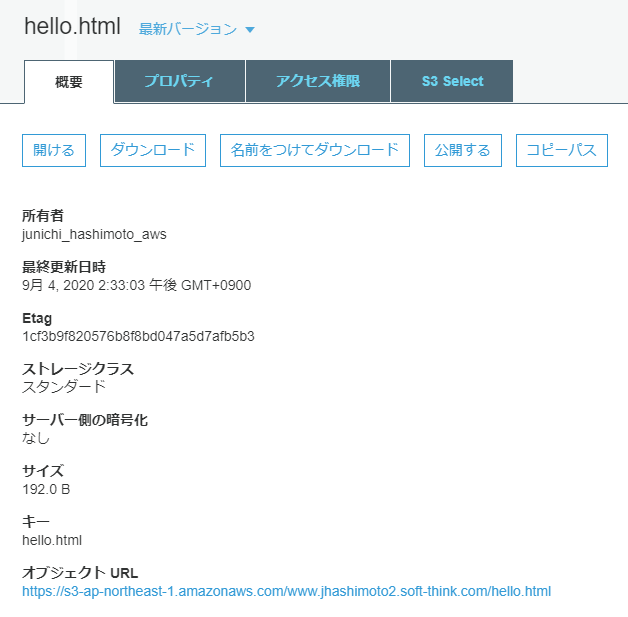 hello.html 最新バージョン
概要 プロパティ アクセス権限 S3 Select
開ける ダウンロード 名前をつけてダウンロード 公開する コピーパス
所有者
junichi_hashimoto_aws
最終更新日時
9月 4, 2020 2:33:03 午後 GMT+0900
Etag
1cf3b9f820576b8f8bd047a5d7afb5b3
ストレージクラス
スタンダード
サーバー側の暗号化
なし
サイズ
192.0 B
キー
hello.html
オブジェクト URL
https://s3-ap-northeast-1.amazonaws.com/www.jhashimoto2.soft-think.com/hello.html